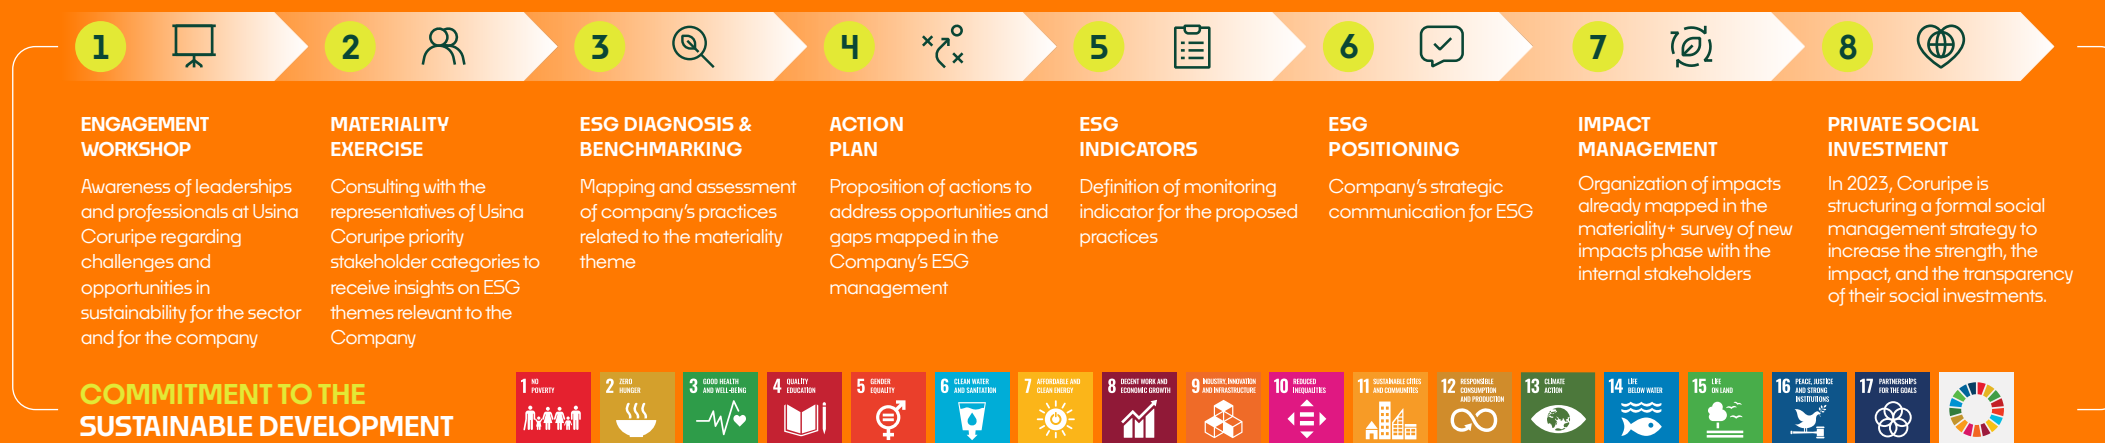 1
2
3
4
5
6
7
8
ENGAGEMENT
WORKSHOP
Awareness of leaderships
and professionals at Usina
Coruripe regarding
challenges and
opportunities in
sustainability for the sector
and for the company
MATERIALITY
EXERCISE
Consulting with the
representatives of Usina
Coruripe priority
stakeholder categories to
receive insights on ESG
themes relevant to the
Company
ESG DIAGNOSIS &
BENCHMARKING
Mapping and assessment
of company's practices
related to the materiality
theme
ACTION
PLAN
Proposition of actions to
address opportunities and
gaps mapped in the
Company's ESG
management
ESG
INDICATORS
Definition of monitoring
indicator for the proposed
practices
ESG
POSITIONING
Company's strategic
communication for ESG
IMPACT
MANAGEMENT
Organization of impacts
already mapped in the
materiality+ survey of new
impacts phase with the
internal stakeholders
PRIVATE SOCIAL
INVESTMENT
In 2023, Coruripe is
structuring a formal social
management strategy to
increase the strength, the
impact, and the transparency
of their social investments.
COMMITMENT TO THE
SUSTAINABLE DEVELOPMENT
1 NO
POVERTY
2 ZERO
HUNGER
3 GOOD HEALTH
AND WELL-BEING
4 QUALITY
EDUCATION
5 GENDER
EQUALITY
6 CLEAN WATER
AND SANITATION
7 AFFORDABLE AND
CLEAN ENERGY
8 DECENT WORK AND
ECONOMIC GROWTH
9 INDUSTRY, INNOVATION
AND INFRASTRUCTURE
10 REDUCED
INEQUALITIES
11 SUSTAINABLE CITIES
AND COMMUNITIES
12 RESPONSIBLE
CONSUMPTION
AND PRODUCTION
13 CLIMATE
ACTION
14 LIFE
BELOW WATER
15 LIFE
ON LAND
16 PEACE, JUSTICE
AND STRONG
INSTITUTIONS
17 PARTNERSHIPS
FOR THE GOALS